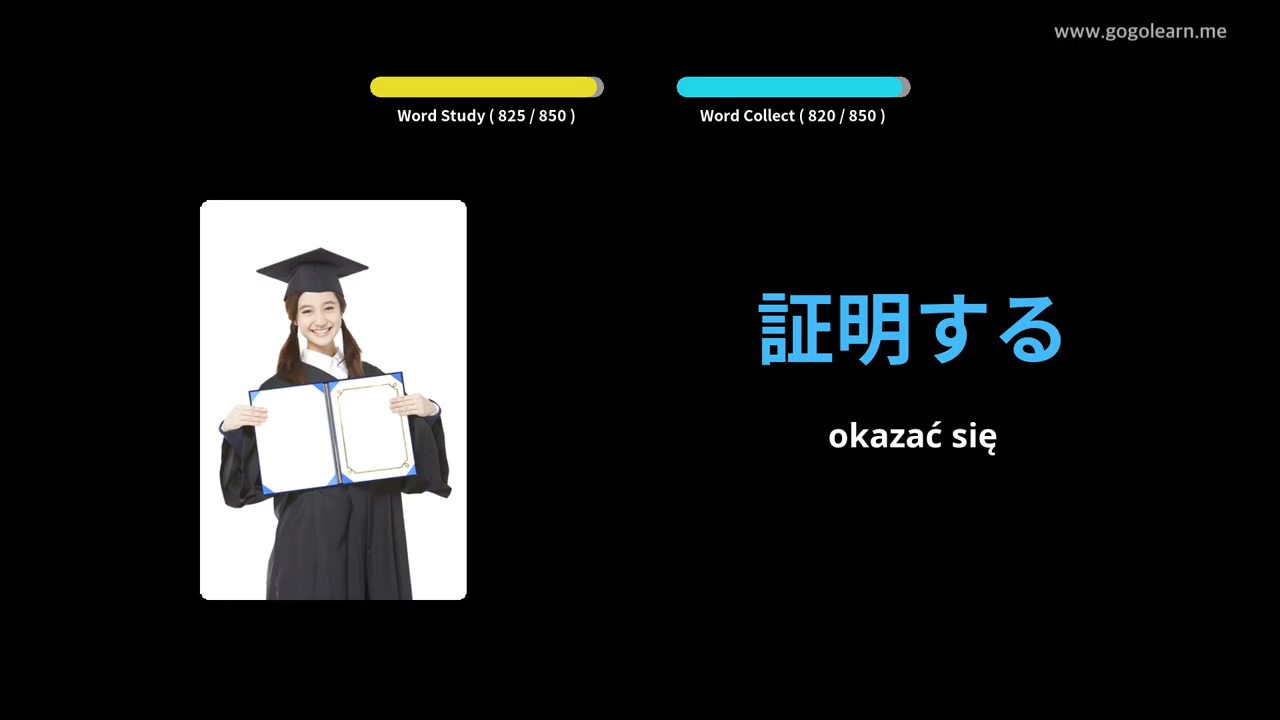 www.gogolearn.me
Word Study ( 825 / 850 )
Word Collect ( 820 / 850 )
証明する
okazać się